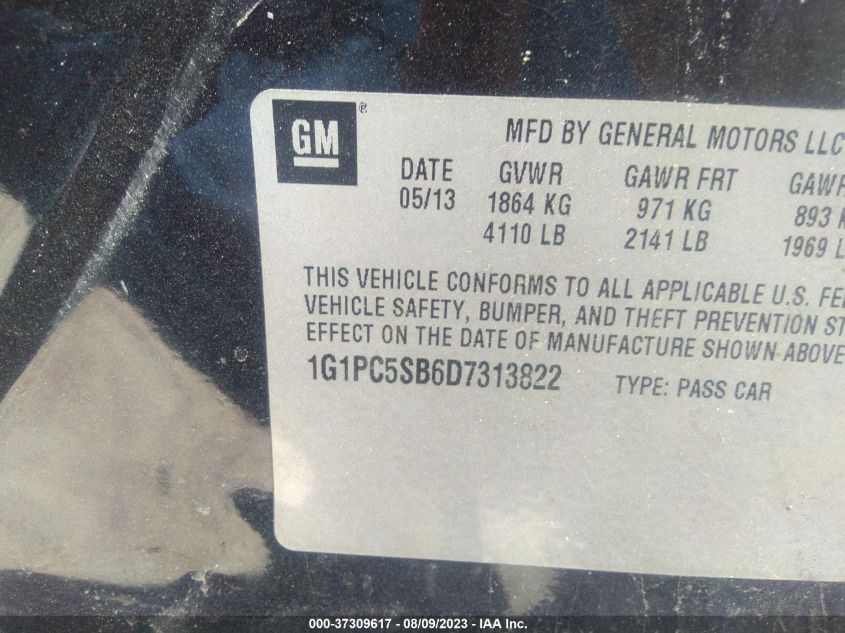 GM®
MFD BY GENERAL MOTORS LLC
DATE GVWR GAWR FRT GAWR
05/13 1864 KG 971 KG 893 K
4110 LB 2141 LB 1969 L
THIS VEHICLE CONFORMS TO ALL APPLICABLE U.S. FE
VEHICLE SAFETY, BUMPER, AND THEFT PREVENTION ST
EFFECT ON THE DATE OF MANUFACTURE SHOWN ABOVE
1G1PC5SB6D7313822 TYPE: PASS CAR
000-37309617 - 08/09/2023 - IAA Inc.